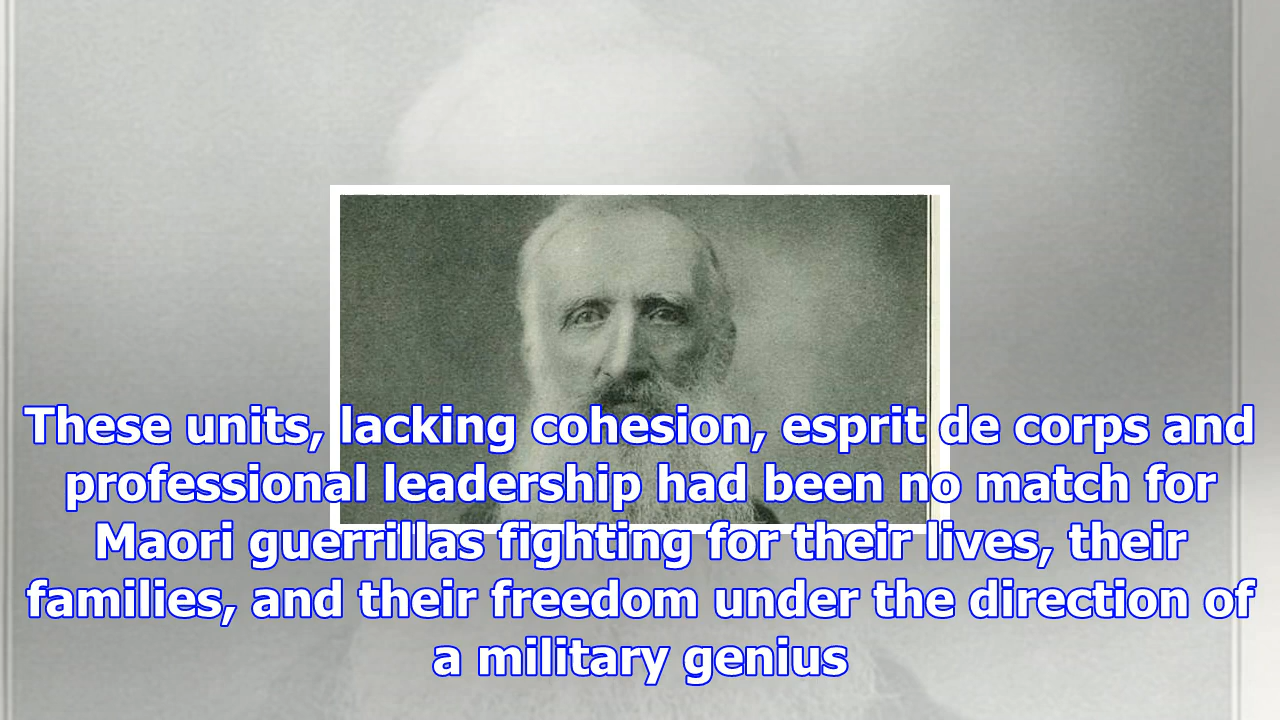 These units, lacking cohesion, esprit de corps and
professional leadership had been no match for
Maori guerrillas fighting for their lives, their
families, and their freedom under the direction of
a military genius